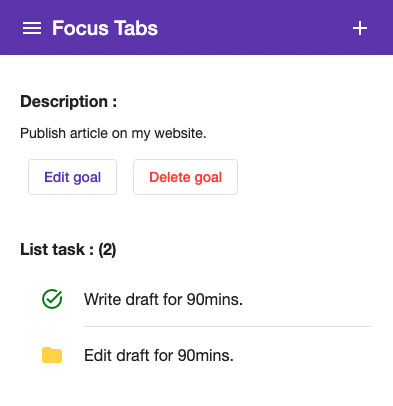 Focus Tabs
Description :
Publish article on my website.
Edit goal
Delete goal
List task : (2)
Write draft for 90mins.
Edit draft for 90mins.